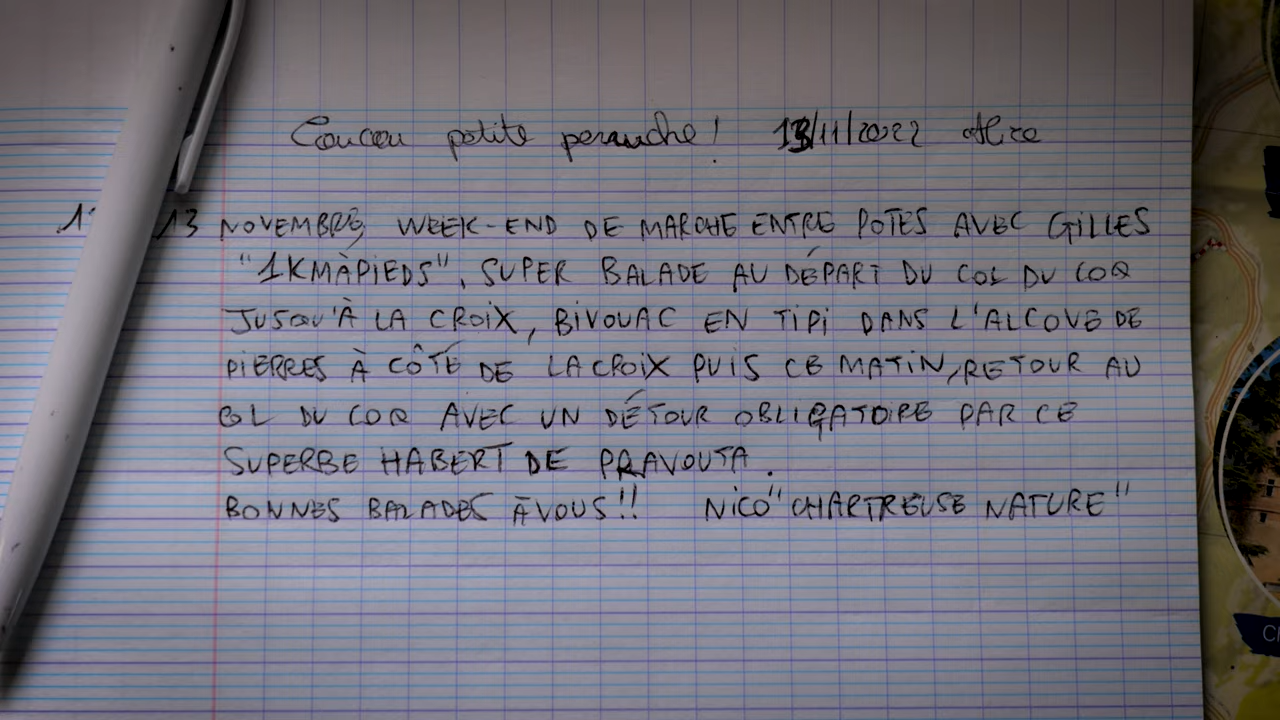 Coucou petite perruche! 13/11/2022
13 NOVEMBRE, WEEK-END DE MARCHE ENTRE POTES AVEC GILLES
"1KMÀPIEDS". SUPER BALADE AU DÉPART DU COL DU COQ
JUSQU'À LA CROIX, BIVOUAC EN TIPI DANS L'ALCOVE DE
PIERRES À CÔTÉ DE LA CROIX PUIS CE MATIN, RETOUR AU
COL DU COQ AVEC UN DÉTOUR OBLIGATOIRE PAR CE
SUPERBE HABERT DE PRAVOUTA.
BONNES BALADES À VOUS!! NICO "CHARTREUSE NATURE"